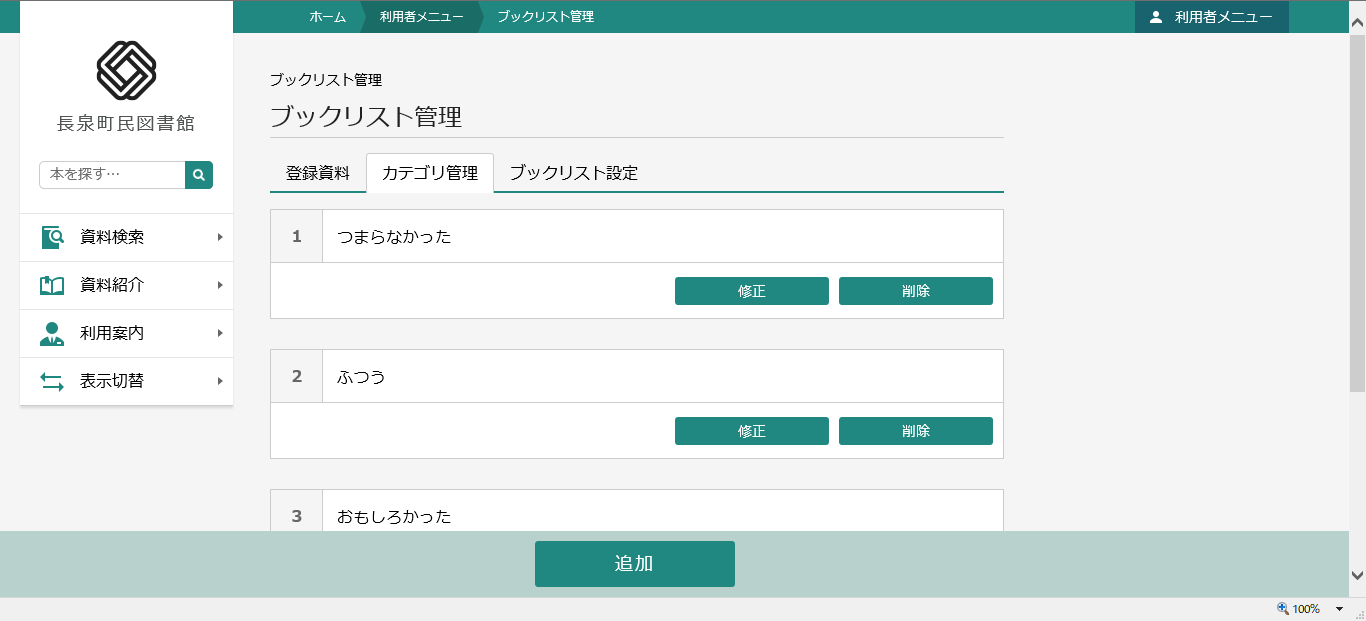 ホーム
利用者メニュー
ブックリスト管理
利用者メニュー
長泉町民図書館
本を探す…
資料検索
資料紹介
利用案内
表示切替
ブックリスト管理
ブックリスト管理
登録資料
カテゴリ管理
ブックリスト設定
1
つまらなかった
修正
削除
2
ふつう
修正
削除
3
おもしろかった
追加
100%